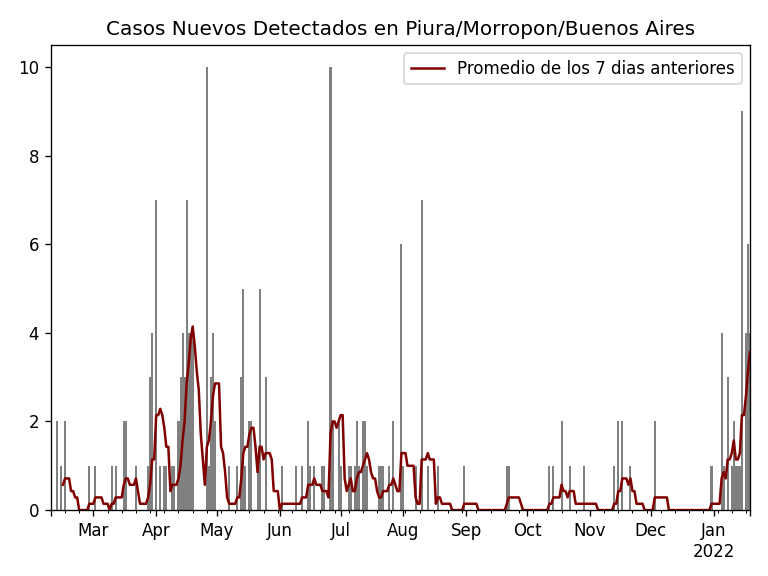 Casos Nuevos Detectados en Piura/Morropon/Buenos Aires
Promedio de los 7 dias anteriores
10
8
6
4
2
0
Mar Apr May Jun Jul Aug Sep Oct Nov Dec Jan
2022